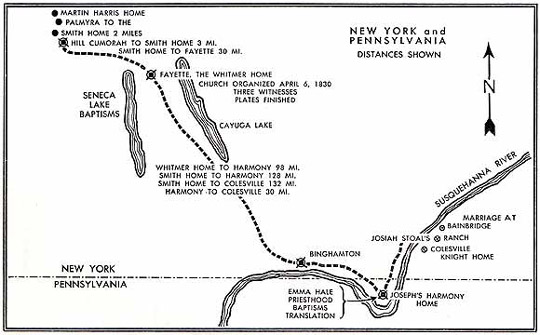 MARTIN HARRIS HOME
PALMYRA TO THE
SMITH HOME 2 MILES
HILL CUMORAH TO SMITH HOME 3 MI.
SMITH HOME TO FAYETTE 30 MI.
NEW YORK and
PENNSYLVANIA
DISTANCES SHOWN
N
FAYETTE, THE WHITMER HOME
CHURCH ORGANIZED APRIL 6, 1830
THREE WITNESSES
PLATES FINISHED
SENECA
LAKE
BAPTISMS
CAYUGA LAKE
WHITMER HOME TO HARMONY 98 MI.
SMITH HOME TO HARMONY 128 MI.
SMITH HOME TO COLESVILLE 132 MI.
HARMONY TO COLESVILLE 30 MI.
SUSQUEHANNA RIVER
MARRIAGE AT
BAINBRIDGE
JOSIAH STOAL'S RANCH
COLESVILLE
KNIGHT HOME
BINGHAMTON
NEW YORK
PENNSYLVANIA
EMMA HALE
PRIESTHOOD
BAPTISMS
TRANSLATION
JOSEPH'S HARMONY
HOME